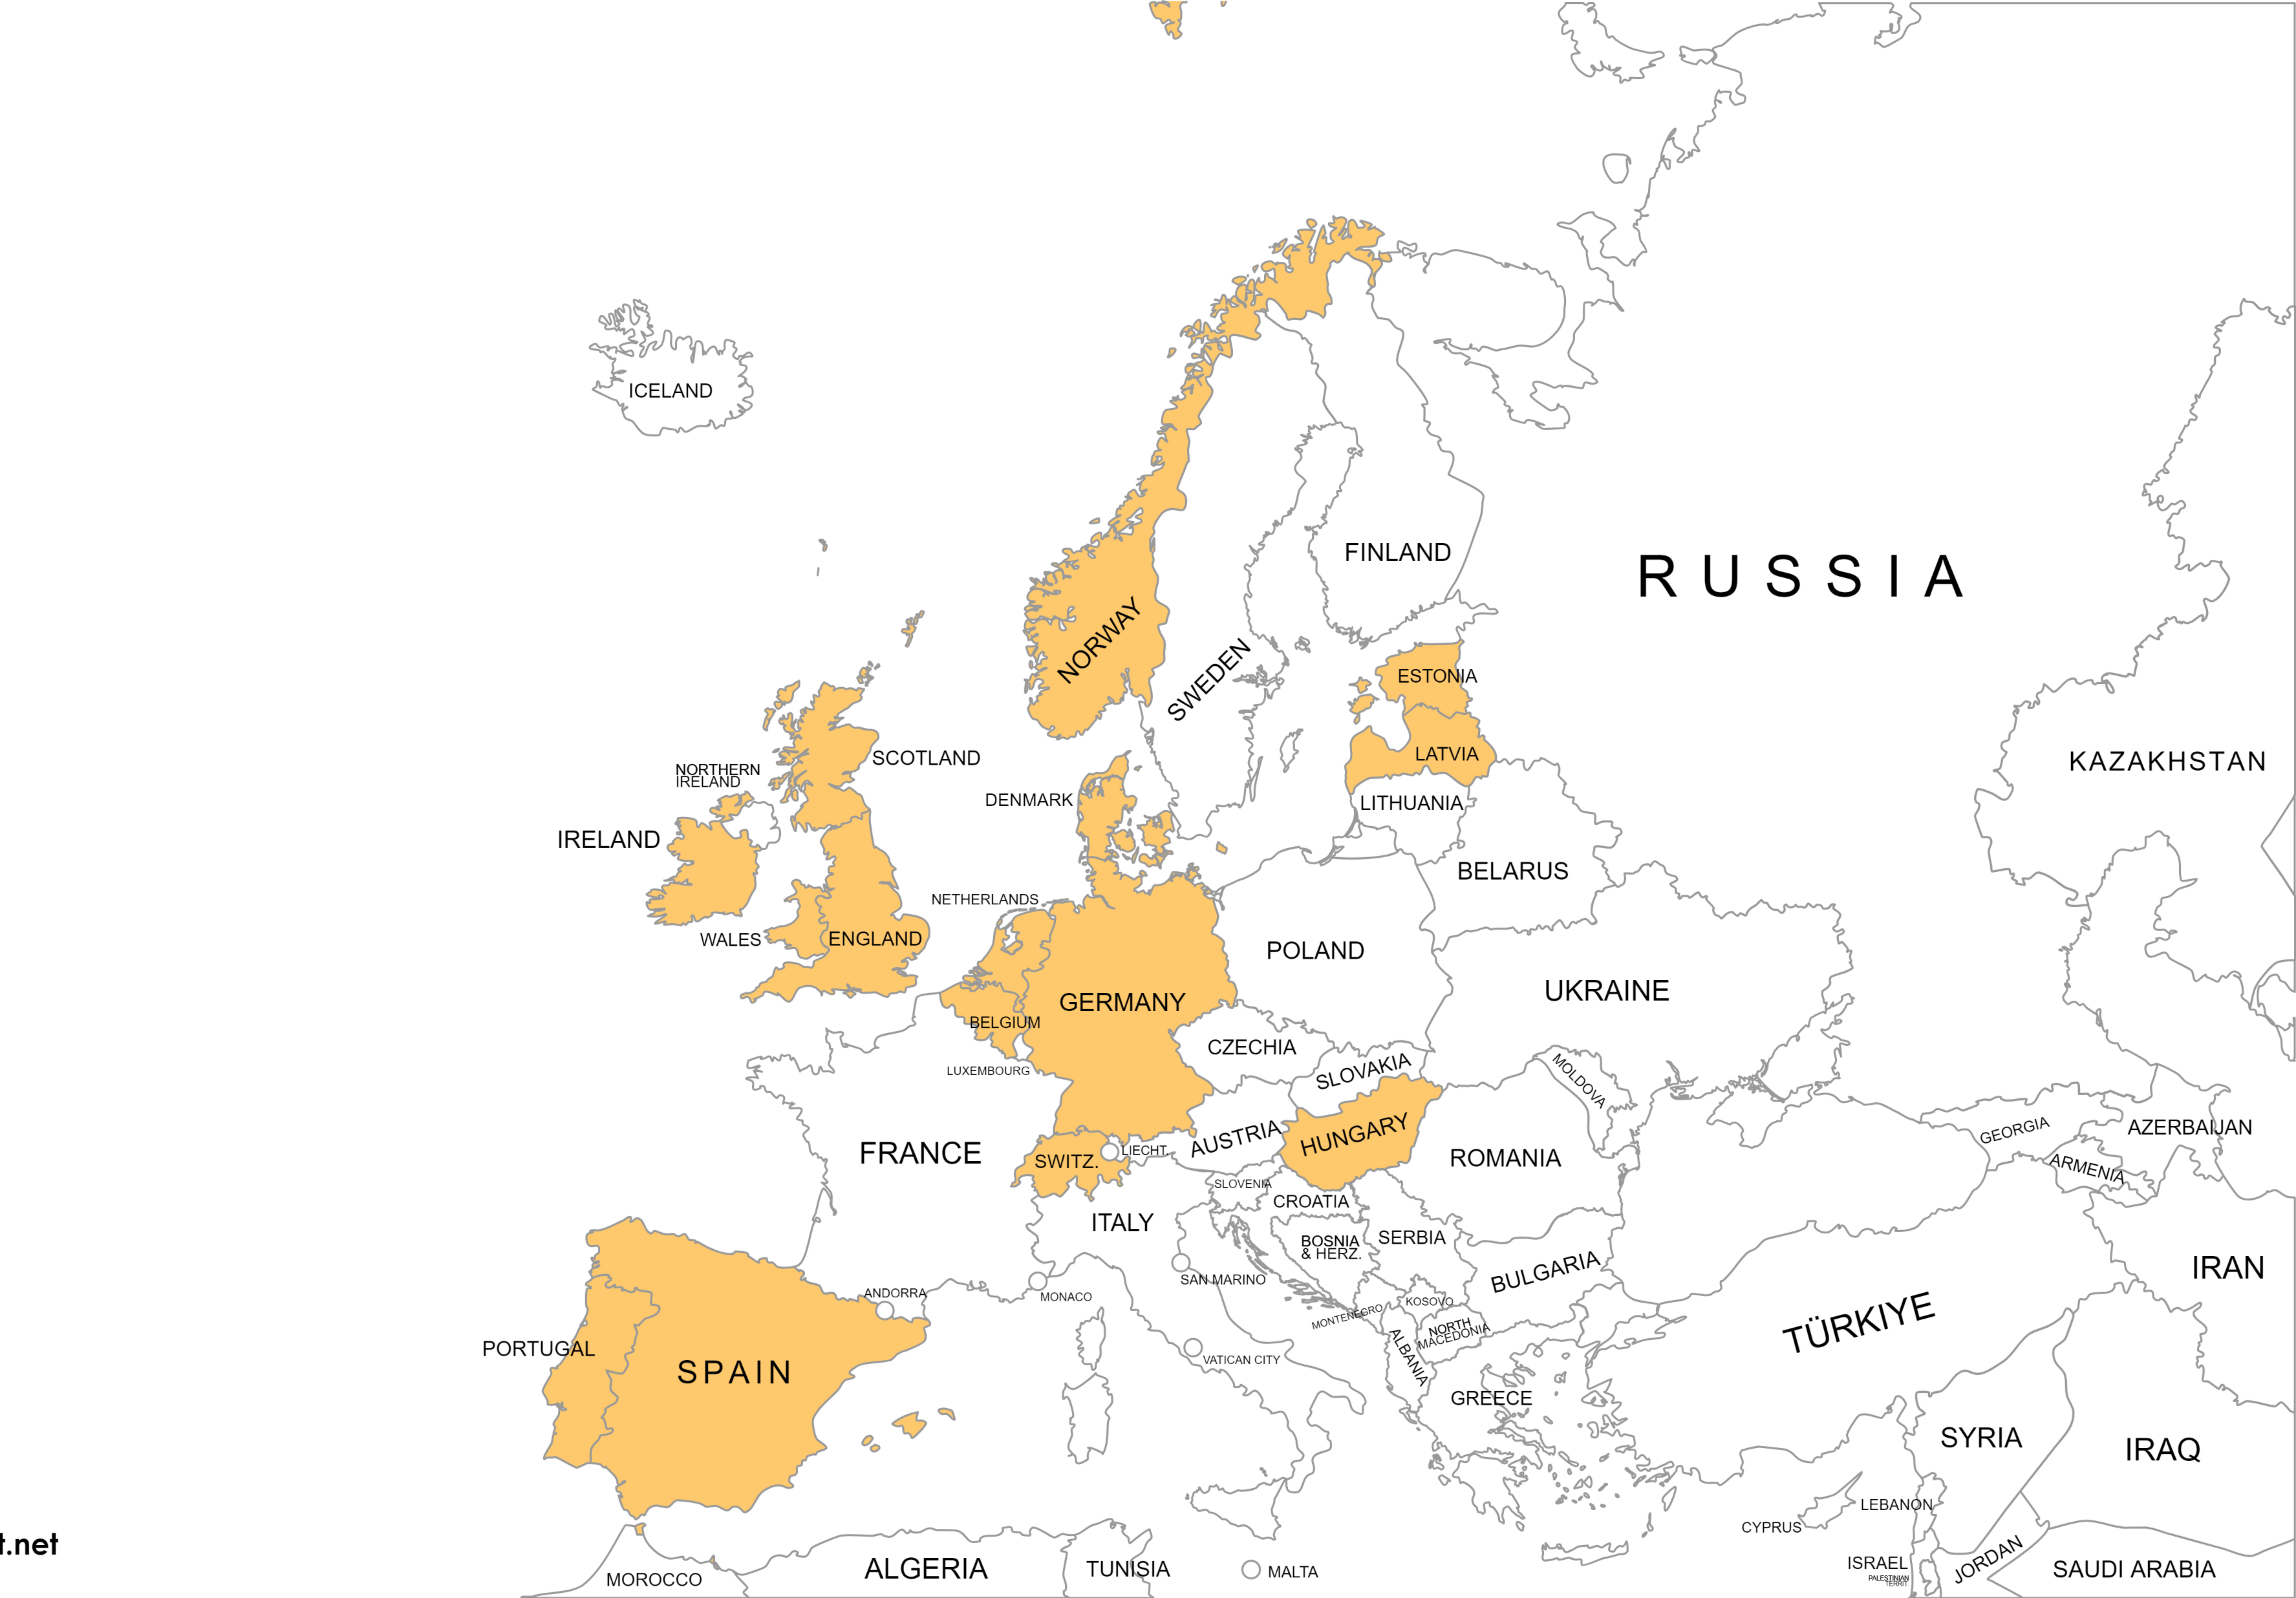 ICELAND
FINLAND
RUSSIA
NORWAY
SWEDEN
ESTONIA
SCOTLAND
LATVIA
KAZAKHSTAN
NORTHERN
IRELAND
DENMARK
LITHUANIA
IRELAND
BELARUS
NETHERLANDS
WALES
ENGLAND
POLAND
UKRAINE
GERMANY
BELGIUM
CZECHIA
LUXEMBOURG
SLOVAKIA
MOLDOVA
FRANCE
LIECHT.
AUSTRIA
HUNGARY
GEORGIA
AZERBAIJAN
SWITZ.
ROMANIA
ARMENIA
SLOVENIA
CROATIA
ITALY
BOSNIA
& HERZ.
SERBIA
SAN MARINO
BULGARIA
IRAN
ANDORRA
MONACO
KOSOVO
MONTENEGRO
NORTH
MACEDONIA
TÜRKIYE
PORTUGAL
SPAIN
VATICAN CITY
ALBANIA
GREECE
SYRIA
IRAQ
LEBANON
CYPRUS
t.net
MOROCCO
ALGERIA
TUNISIA
MALTA
ISRAEL
PALESTINIAN
TERRIT.
JORDAN
SAUDI ARABIA